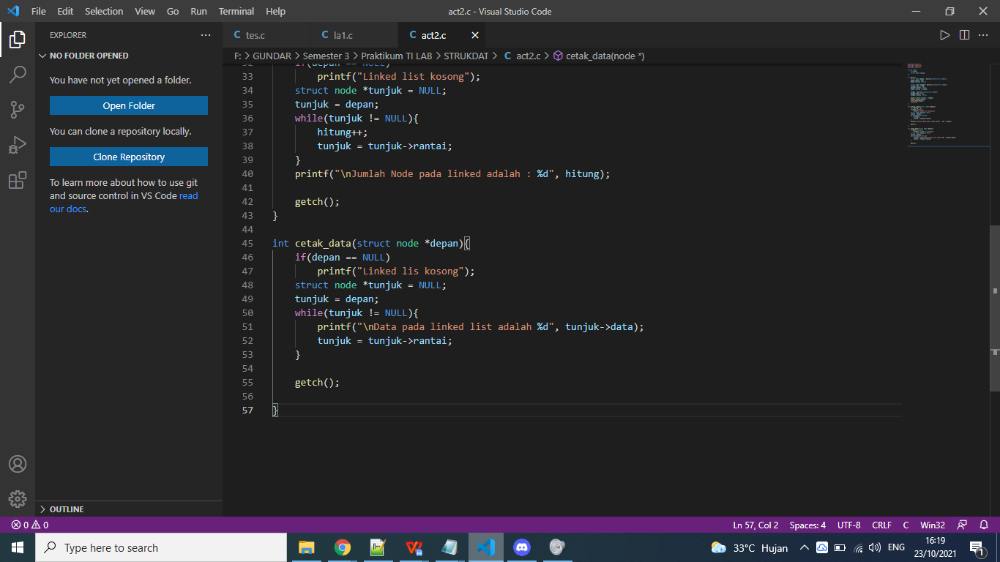 File Edit Selection View Go Run Terminal Help
act2.c - Visual Studio Code
EXPLORER
NO FOLDER OPENED
You have not yet opened a folder.
Open Folder
You can clone a repository locally.
Clone Repository
To learn more about how to use git
and source control in VS Code read
our docs.
OUTLINE
C tes.c C la1.c C act2.c
F: > GUNDAR > Semester 3 > Praktikum TI LAB > STRUKDAT > C act2.c > cetak_data(node *)
32 if(depan == NULL)
33 printf("Linked list kosong");
34 struct node *tunjuk = NULL;
35 tunjuk = depan;
36 while(tunjuk != NULL){
37 hitung++;
38 tunjuk = tunjuk->rantai;
39 }
40 printf("\nJumlah Node pada linked adalah : %d", hitung);
41
42 getch();
43 }
44
45 int cetak_data(struct node *depan){
46 if(depan == NULL)
47 printf("Linked lis kosong");
48 struct node *tunjuk = NULL;
49 tunjuk = depan;
50 while(tunjuk != NULL){
51 printf("\nData pada linked list adalah %d", tunjuk->data);
52 tunjuk = tunjuk->rantai;
53 }
54
55 getch();
56
57 }
0 0
Ln 57, Col 2 Spaces: 4 UTF-8 CRLF C Win32
Type here to search
33°C Hujan
ENG
16:19
23/10/2021
1